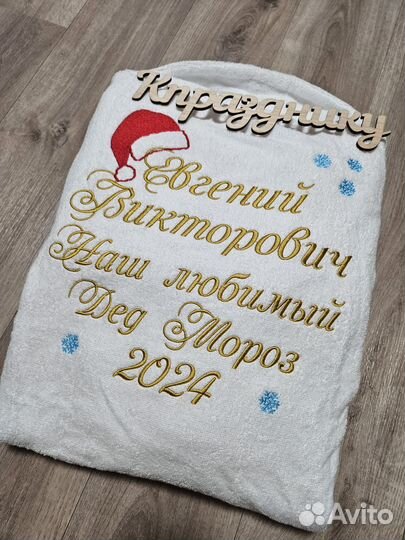 Кпразднику
Евгений
Викторович
Наш любимый
Дед Мороз
2024
Avito